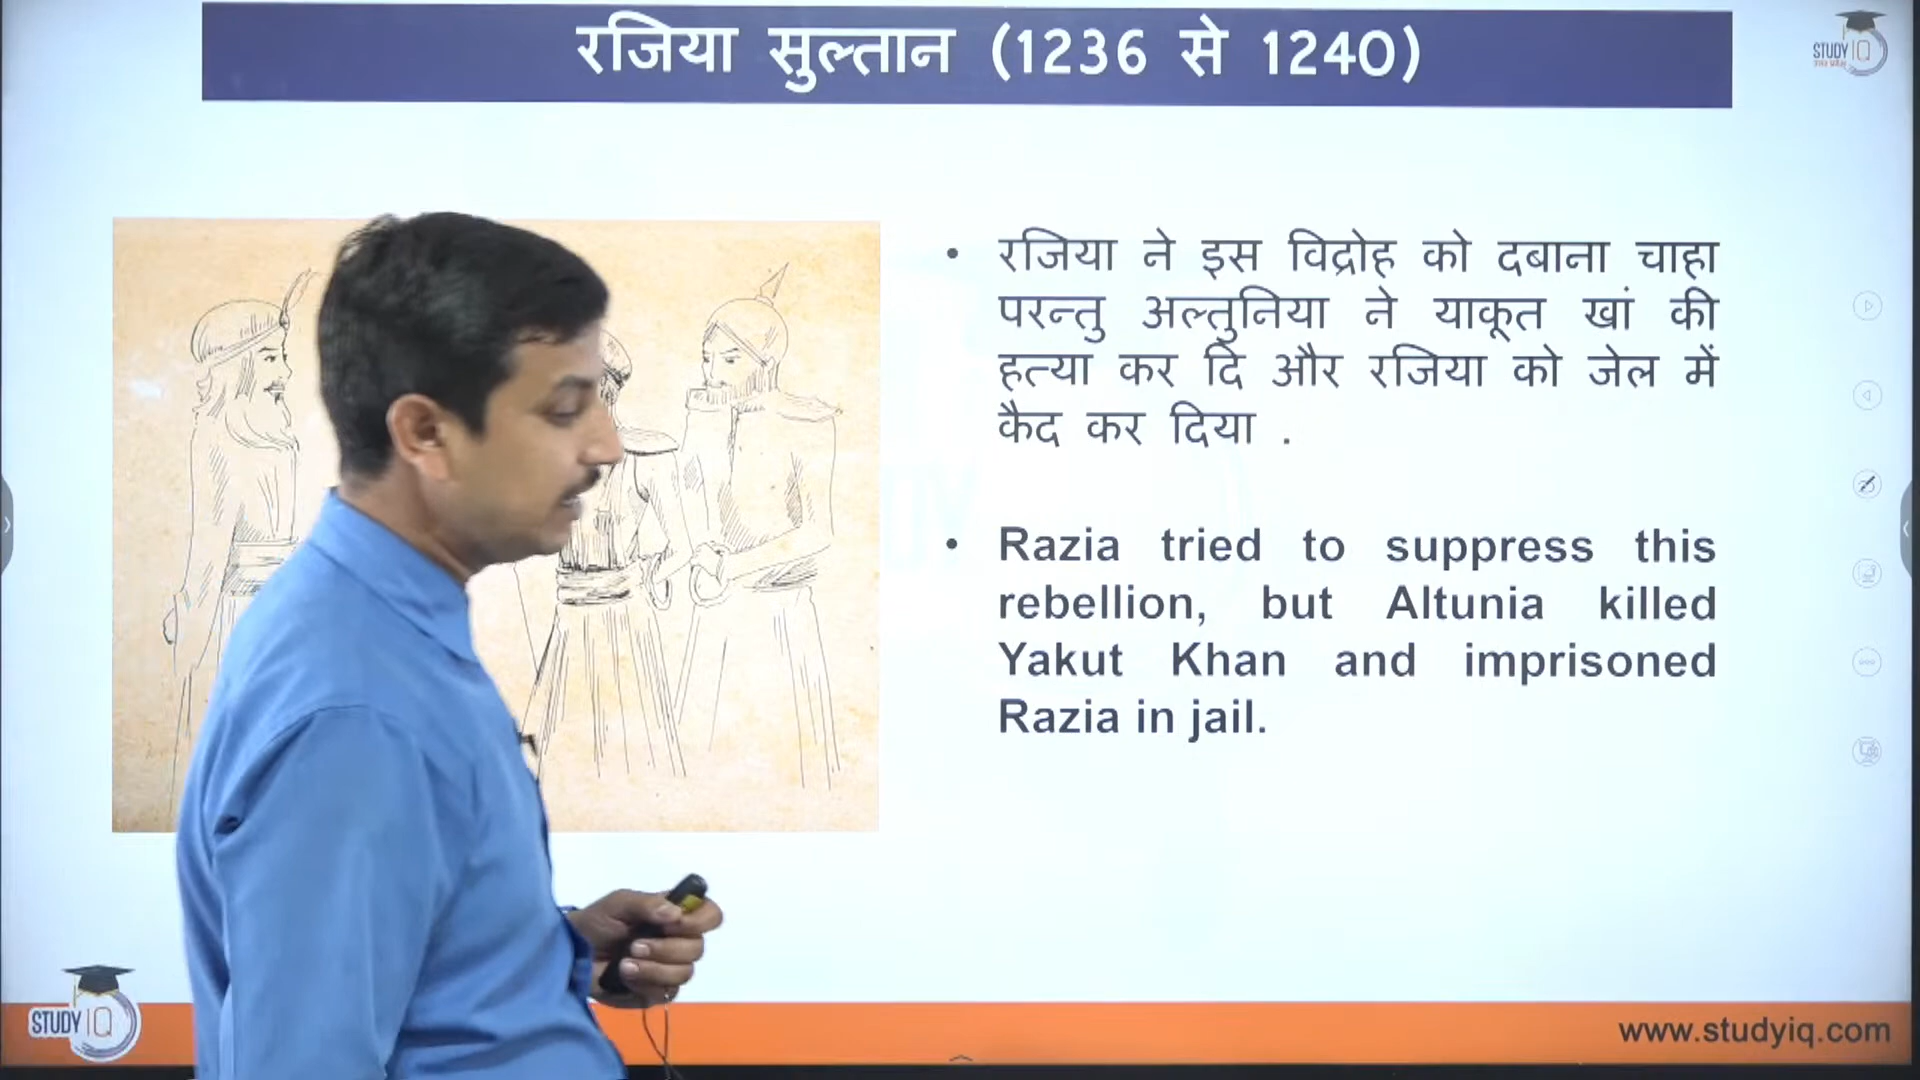 रजिया सुल्तान (1236 से 1240)
STUDY IQ
• रजिया ने इस विद्रोह को दबाना चाहा
परन्तु अल्तुनिया ने याकूत खां की
हत्या कर दि और रजिया को जेल में
कैद कर दिया .
• Razia tried to suppress this
rebellion, but Altunia killed
Yakut Khan and imprisoned
Razia in jail.
STUDY IQ
www.studyiq.com